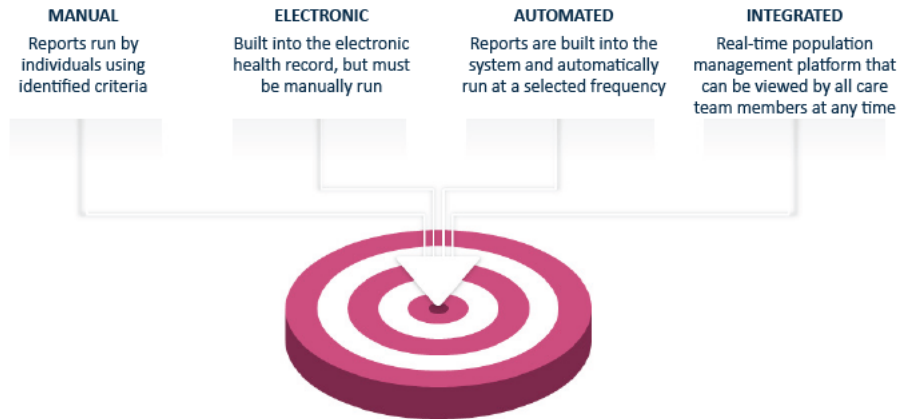 MANUAL
Reports run by
individuals using
identified criteria
ELECTRONIC
Built into the electronic
health record, but must
be manually run
AUTOMATED
Reports are built into the
system and automatically
run at a selected frequency
INTEGRATED
Real-time population
management platform that
can be viewed by all care
team members at any time